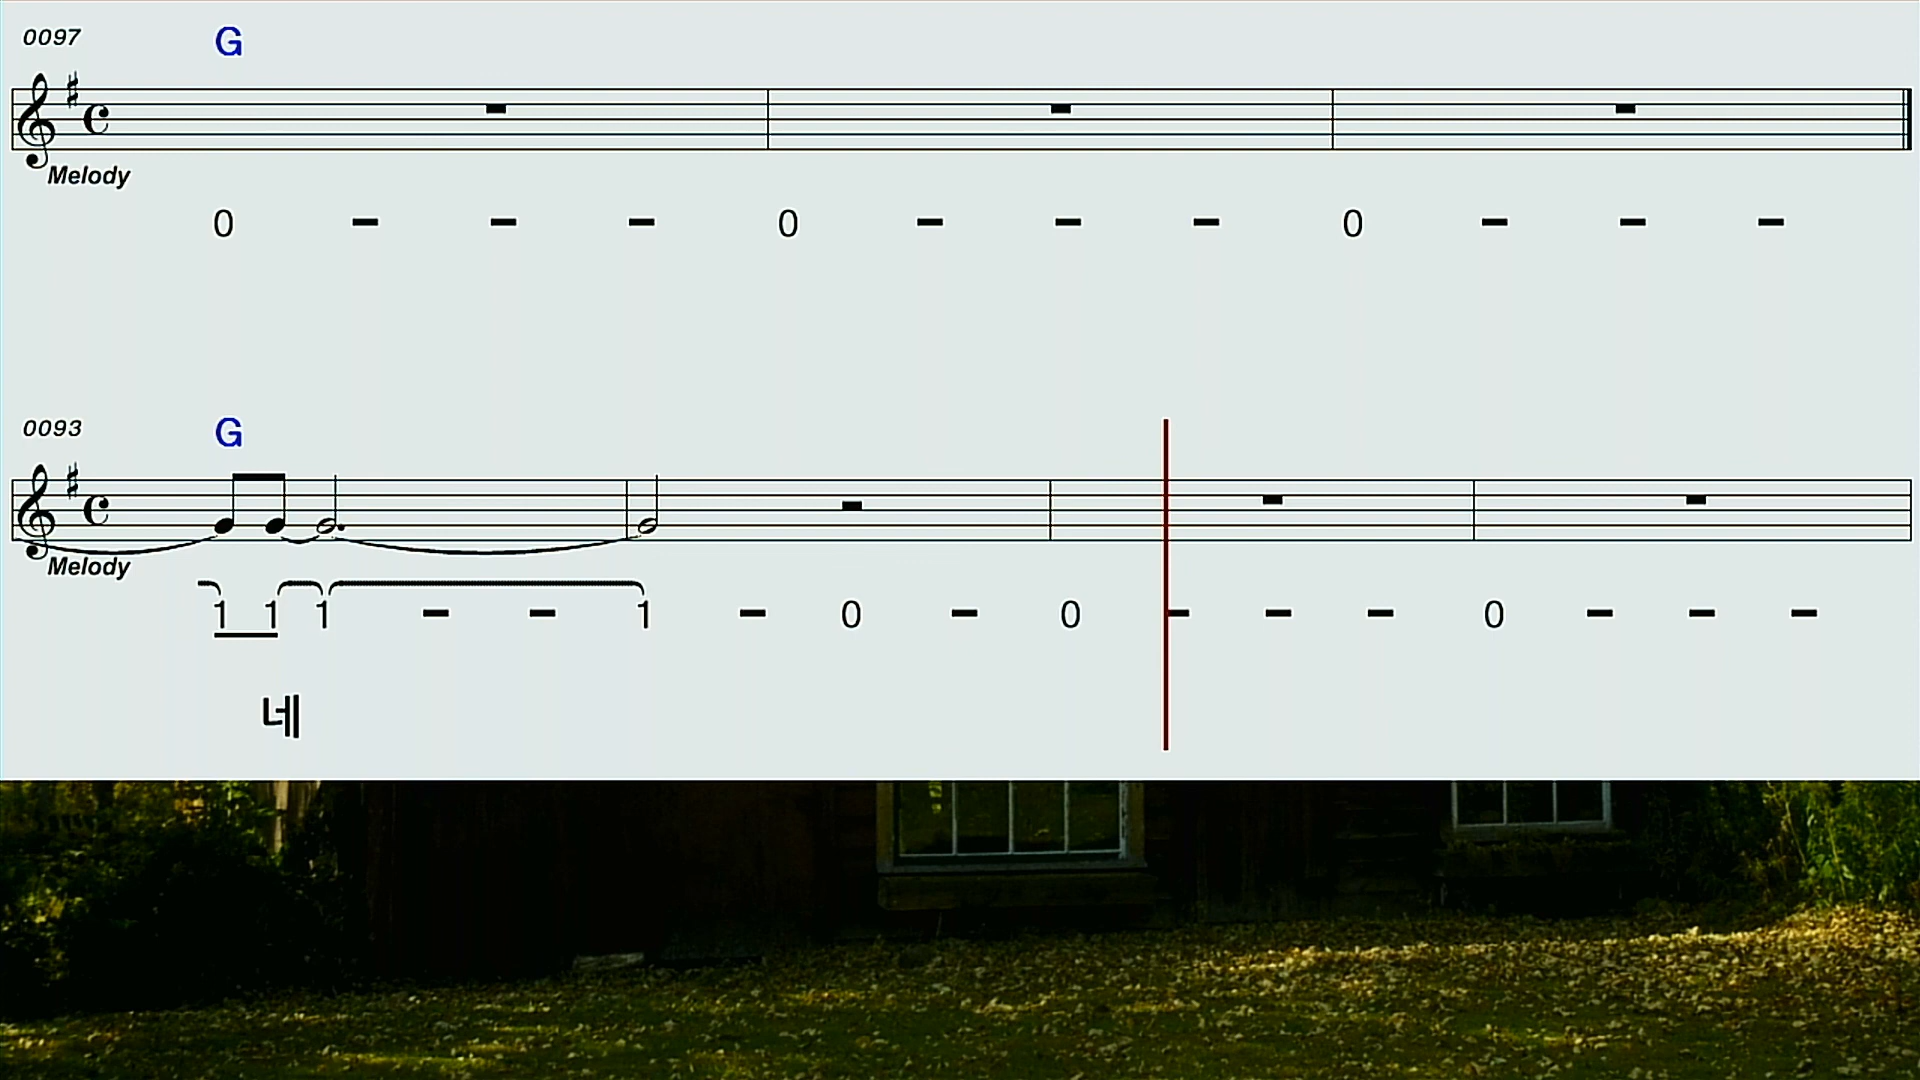 0097 G
Melody
0 - - - 0 - - - 0 - - -
0093 G
Melody
1 1 1 - - 1 - 0 - 0 - - - 0 - - -
네